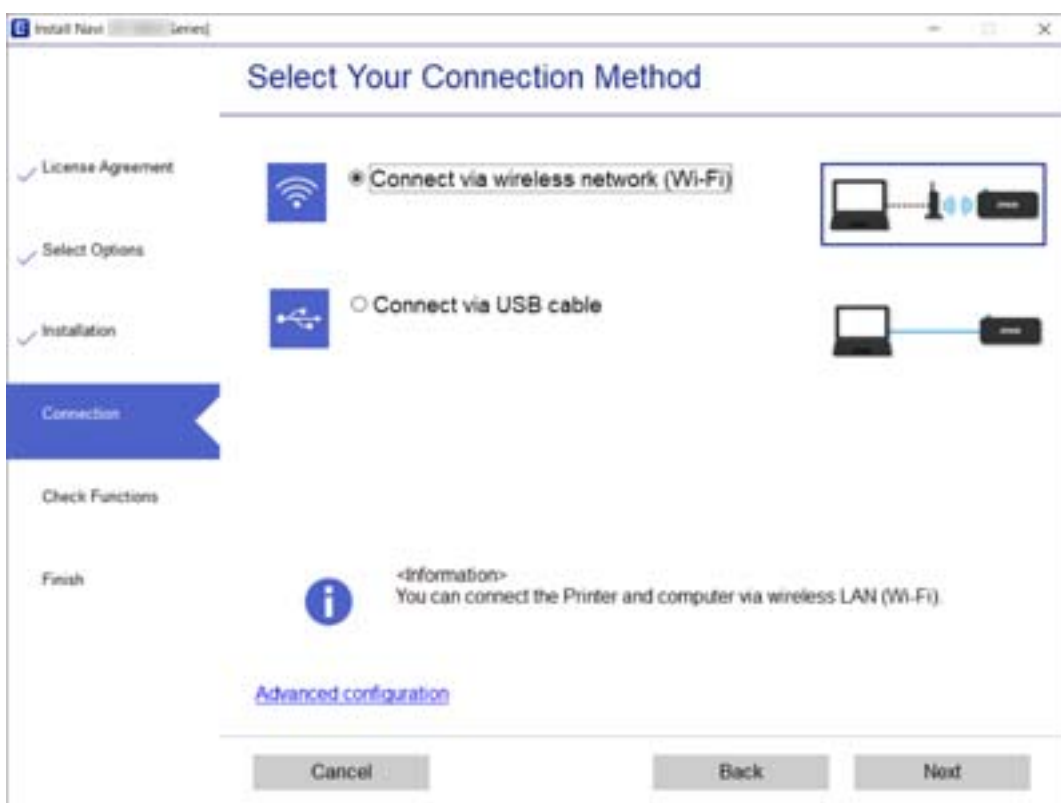 Install Navi Series]
Select Your Connection Method
License Agreement
Select Options
Installation
Connection
Check Functions
Finish
Connect via wireless network (Wi-Fi)
Connect via USB cable
<Information>
You can connect the Printer and computer via wireless LAN (Wi-Fi).
Advanced configuration
Cancel
Back
Next